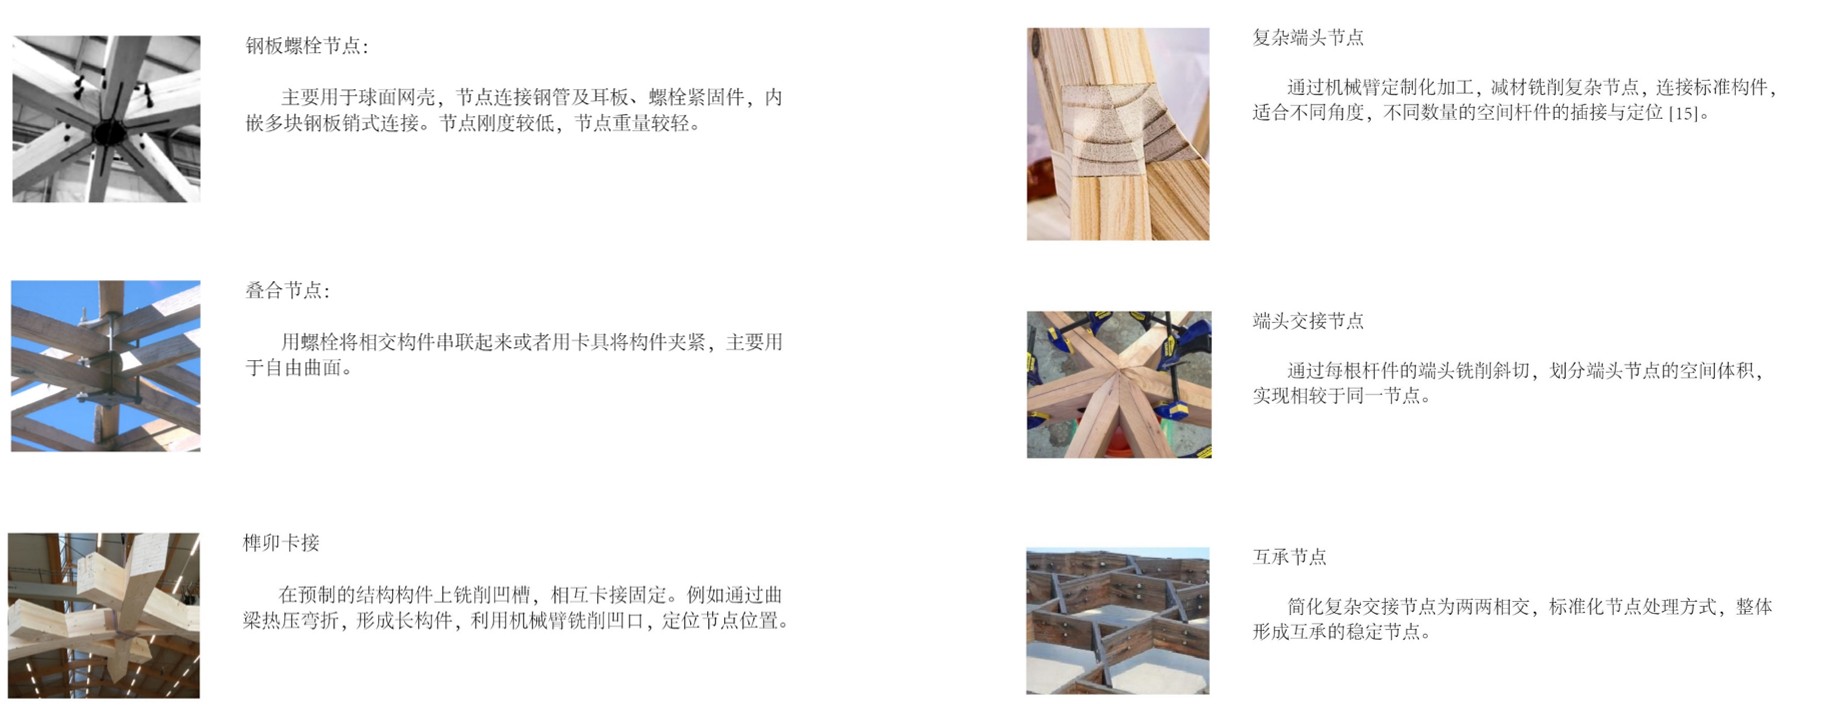 钢板螺栓节点：
主要用于球面网壳，节点连接钢管及耳板、螺栓紧固件，内
嵌多块钢板销式连接。节点刚度较低，节点重量较轻。
叠合节点：
用螺栓将相交构件串联起来或者用卡具将构件夹紧，主要用
于自由曲面。
榫卯卡接
在预制的结构构件上铣削凹槽，相互卡接固定。例如通过曲
梁热压弯折，形成长构件，利用机械臂铣削凹口，定位节点位置。
复杂端头节点
通过机械臂定制化加工，减材铣削复杂节点，连接标准构件，
适合不同角度，不同数量的空间杆件的插接与定位 [15]。
端头交接节点
通过每根杆件的端头铣削斜切，划分端头节点的空间体积，
实现相较于同一节点。
互承节点
简化复杂交接节点为两两相交，标准化节点处理方式，整体
形成互承的稳定节点。